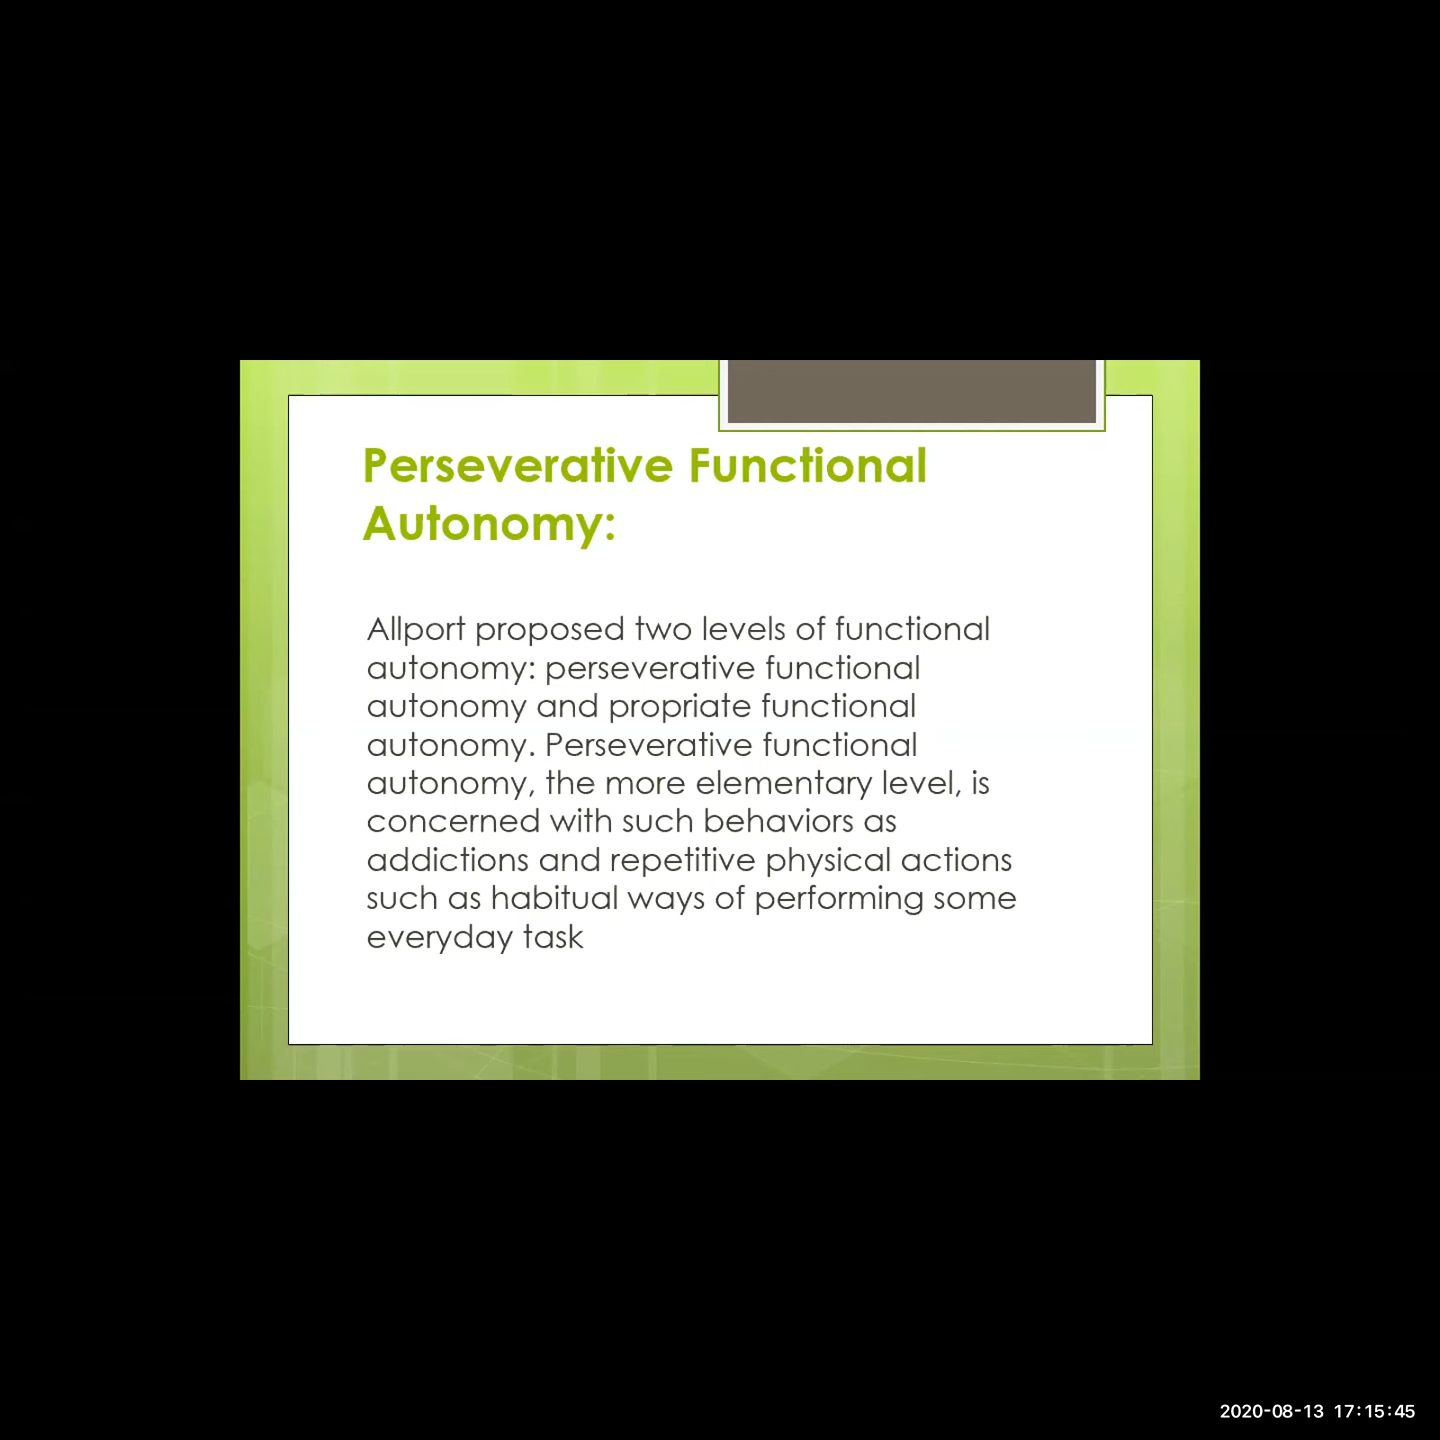 Perseverative Functional
Autonomy:
Allport proposed two levels of functional
autonomy: perseverative functional
autonomy and propriate functional
autonomy. Perseverative functional
autonomy, the more elementary level, is
concerned with such behaviors as
addictions and repetitive physical actions
such as habitual ways of performing some
everyday task
2020-08-13 17:15:45